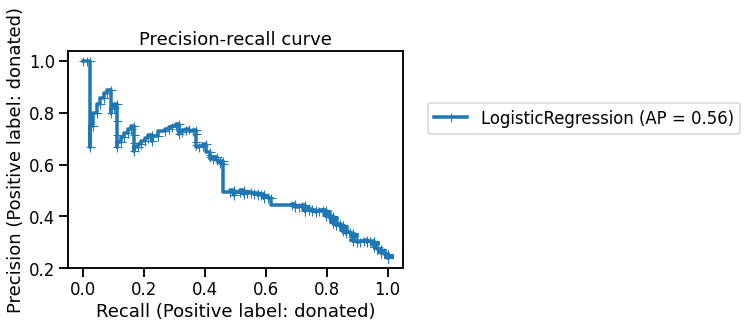 Precision-recall curve
Precision (Positive label: donated)
1.0
0.8
0.6
0.4
0.2
0.0 0.2 0.4 0.6 0.8 1.0
Recall (Positive label: donated)
LogisticRegression (AP = 0.56)